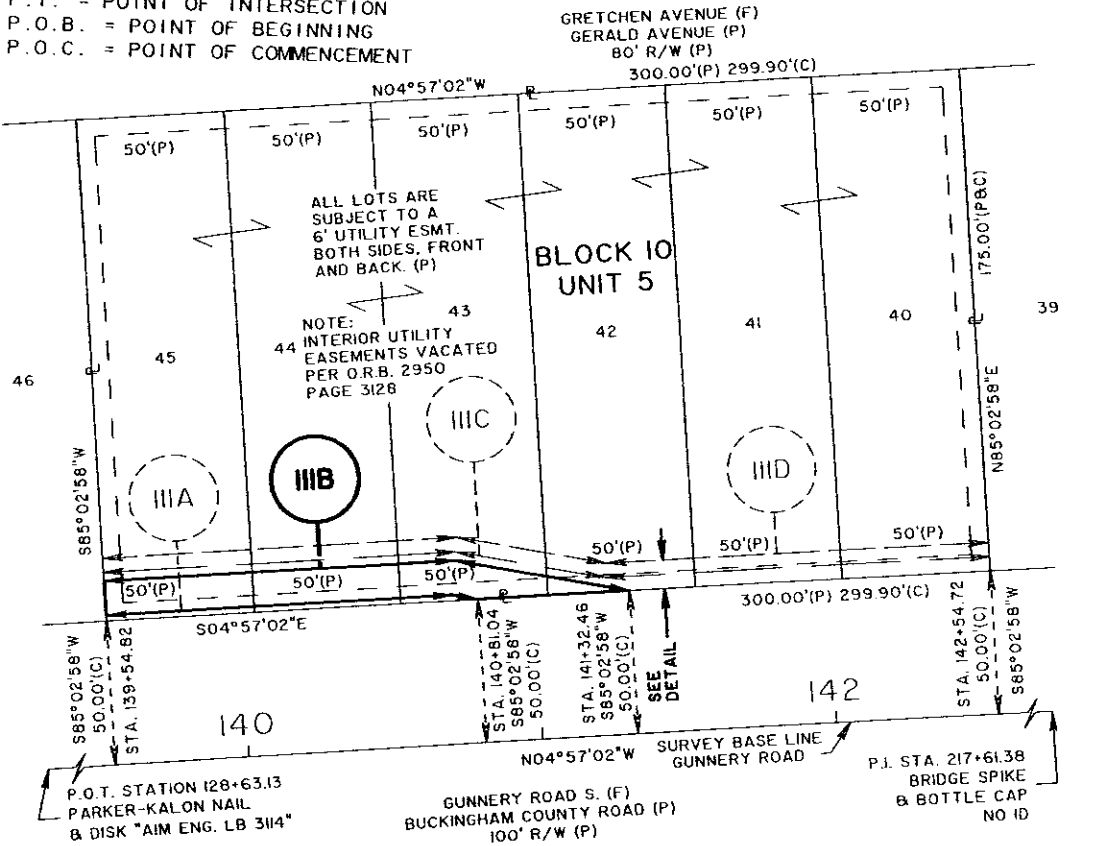 P.O.B. = POINT OF BEGINNING
P.O.C. = POINT OF COMMENCEMENT
GRETCHEN AVENUE (F)
GERALD AVENUE (P)
80' R/W (P)
300.00'(P) 299.90'(C)
N04°57'02"W
50'(P)
50'(P)
50'(P)
50'(P)
50'(P)
50'(P)
ALL LOTS ARE
SUBJECT TO A
6' UTILITY ESMT.
BOTH SIDES, FRONT
AND BACK. (P)
BLOCK 10
UNIT 5
175.00'(P&C)
N85°02'58"E
NOTE:
INTERIOR UTILITY
EASEMENTS VACATED
PER O.R.B. 2950
PAGE 3128
46
45
44
43
42
41
40
39
S85°02'58"W
111A
111B
111C
111D
50'(P)
50'(P)
50'(P)
50'(P)
50'(P)
50'(P)
S04°57'02"E
300.00'(P) 299.90'(C)
S85°02'58"W
50.00'(C)
STA. 139+54.82
STA. 140+81.04
S85°02'58"W
50.00'(C)
STA. 141+32.46
S85°02'58"W
50.00'(C)
SEE
DETAIL
STA. 142+54.72
50.00'(C)
S85°02'58"W
140
142
N04°57'02"W
SURVEY BASE LINE
GUNNERY ROAD
P.O.T. STATION 128+63.13
PARKER-KALON NAIL
& DISK "AIM ENG. LB 3114"
GUNNERY ROAD S. (F)
BUCKINGHAM COUNTY ROAD (P)
100' R/W (P)
P.I. STA. 217+61.38
BRIDGE SPIKE
& BOTTLE CAP
NO ID